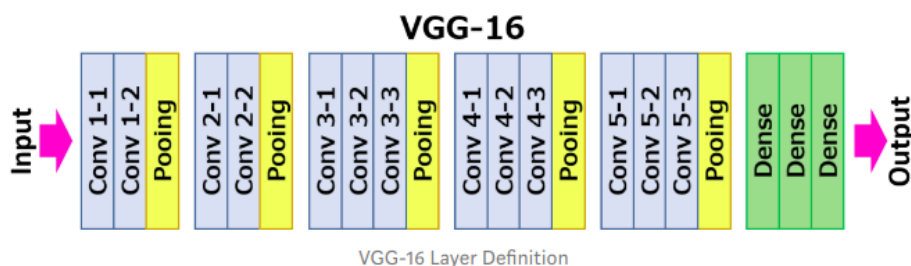 VGG-16
Input
Conv 1-1
Conv 1-2
Pooing
Conv 2-1
Conv 2-2
Pooing
Conv 3-1
Conv 3-2
Conv 3-3
Pooing
Conv 4-1
Conv 4-2
Conv 4-3
Pooing
Conv 5-1
Conv 5-2
Conv 5-3
Pooing
Dense
Dense
Dense
Output
VGG-16 Layer Definition